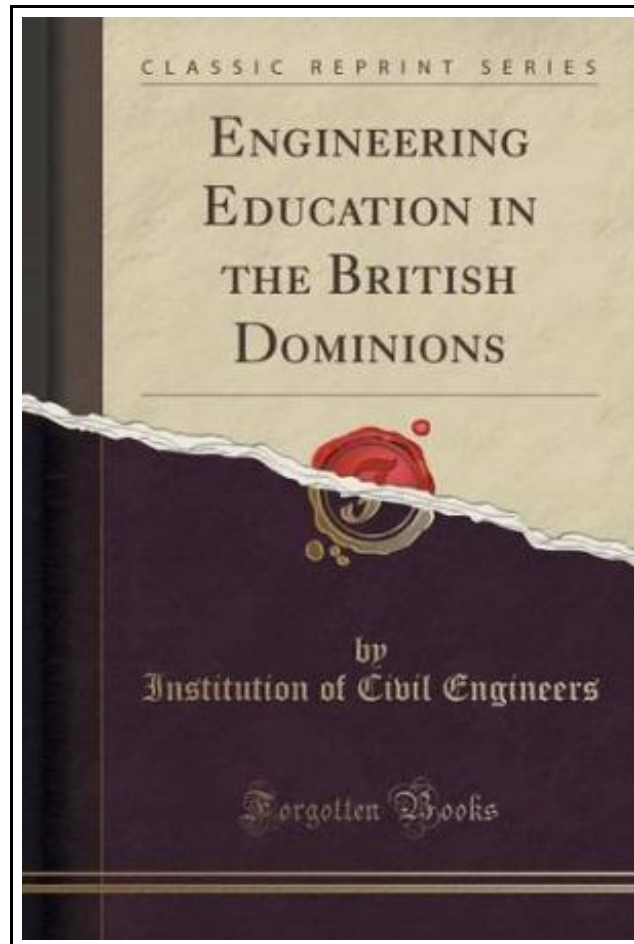 CLASSIC REPRINT SERIES
ENGINEERING
EDUCATION IN
THE BRITISH
DOMINIONS
by
Institution of Civil Engineers
Forgotten Books